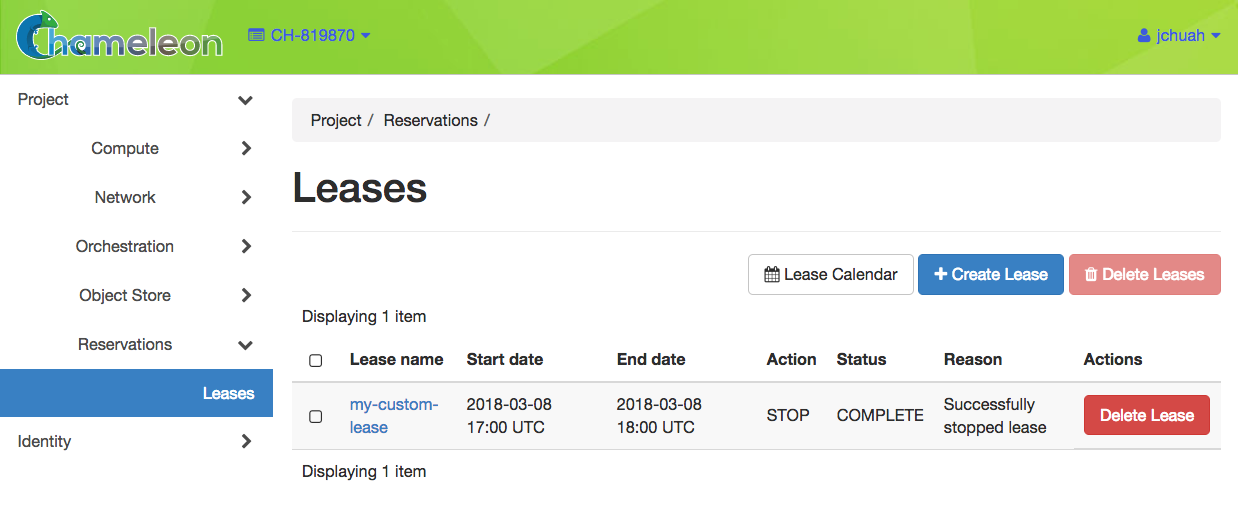 Chameleon
CH-819870
jchuah
Project
Compute
Network
Orchestration
Object Store
Reservations
Leases
Identity
Project / Reservations /
Leases
Lease Calendar
Create Lease
Delete Leases
Displaying 1 item
Lease name Start date End date Action Status Reason Actions
my-custom- 2018-03-08 2018-03-08 STOP COMPLETE Successfully Delete Lease
lease 17:00 UTC 18:00 UTC stopped lease
Displaying 1 item